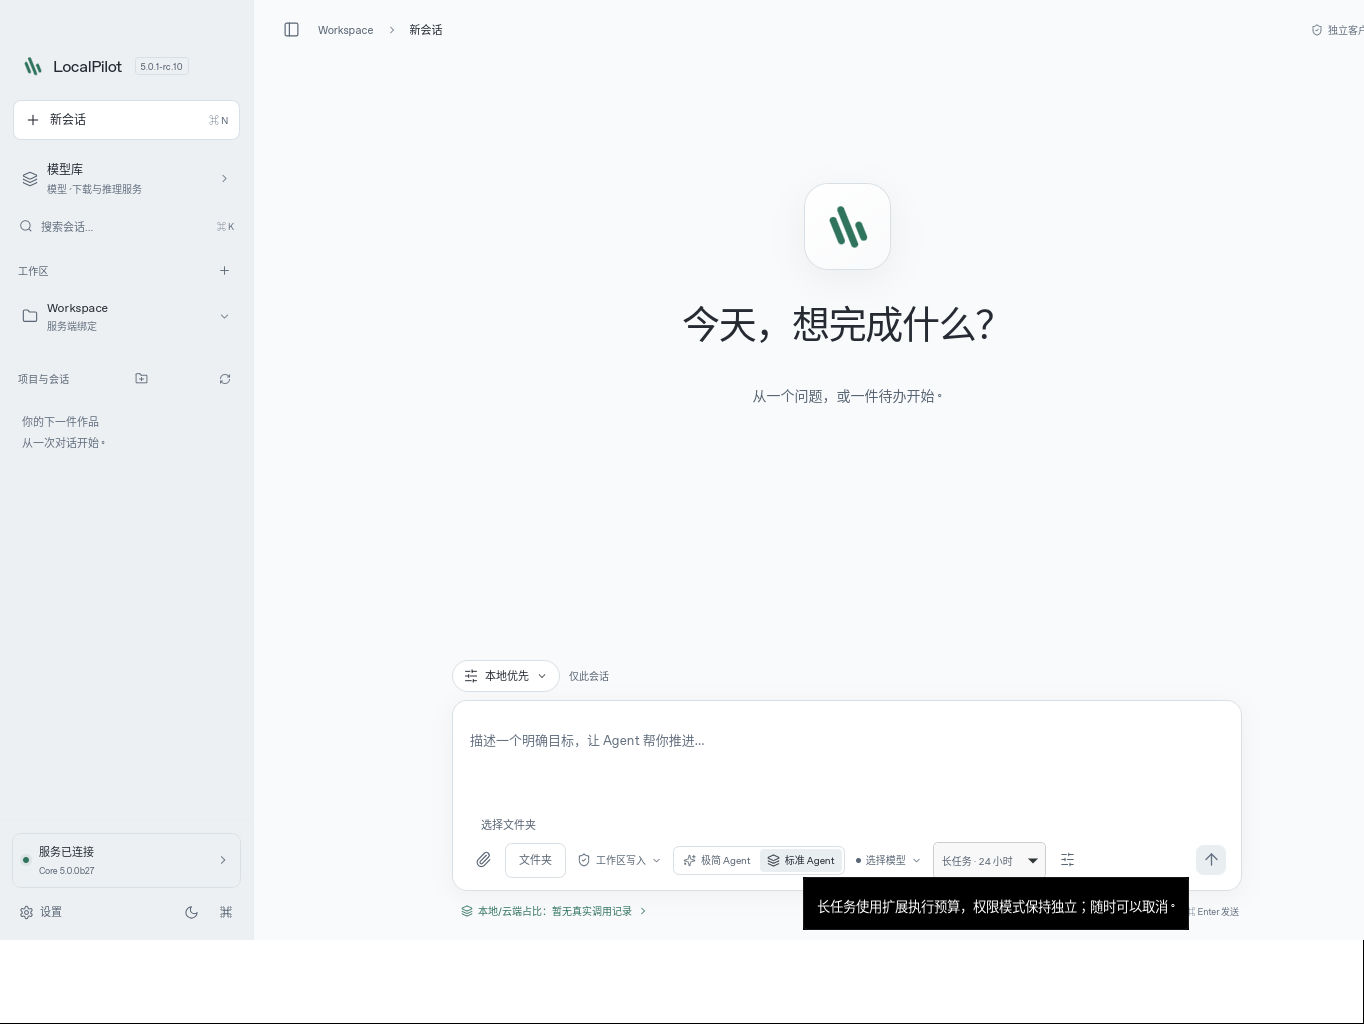 Workspace
新会话
独立客户
LocalPilot
5.0.1-rc.10
新会话
⌘ N
模型库
模型 · 下载与推理服务
搜索会话...
⌘ K
工作区
Workspace
服务端绑定
项目与会话
你的下一件作品
从一次对话开始。
今天，想完成什么？
从一个问题，或一件待办开始。
本地优先
仅此会话
描述一个明确目标，让 Agent 帮你推进...
选择文件夹
文件夹
工作区写入
极简 Agent
标准 Agent
选择模型
长任务 · 24 小时
长任务使用扩展执行预算，权限模式保持独立；随时可以取消。
本地/云端占比：暂无真实调用记录
⌘ Enter 发送
服务已连接
Core 5.0.0b27
设置